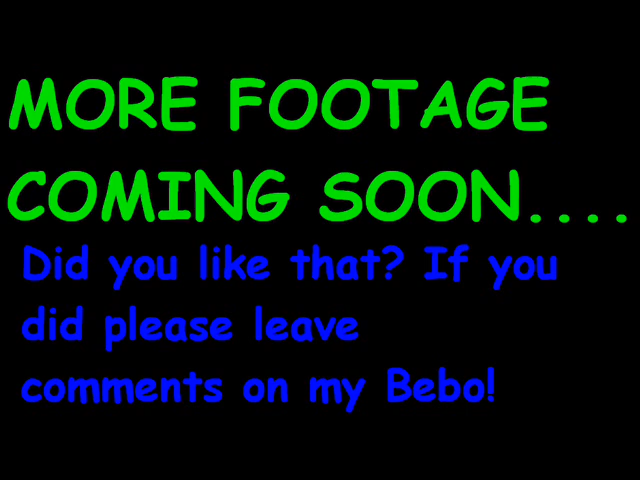 MORE FOOTAGE
COMING SOON....
Did you like that? If you
did please leave
comments on my Bebo!